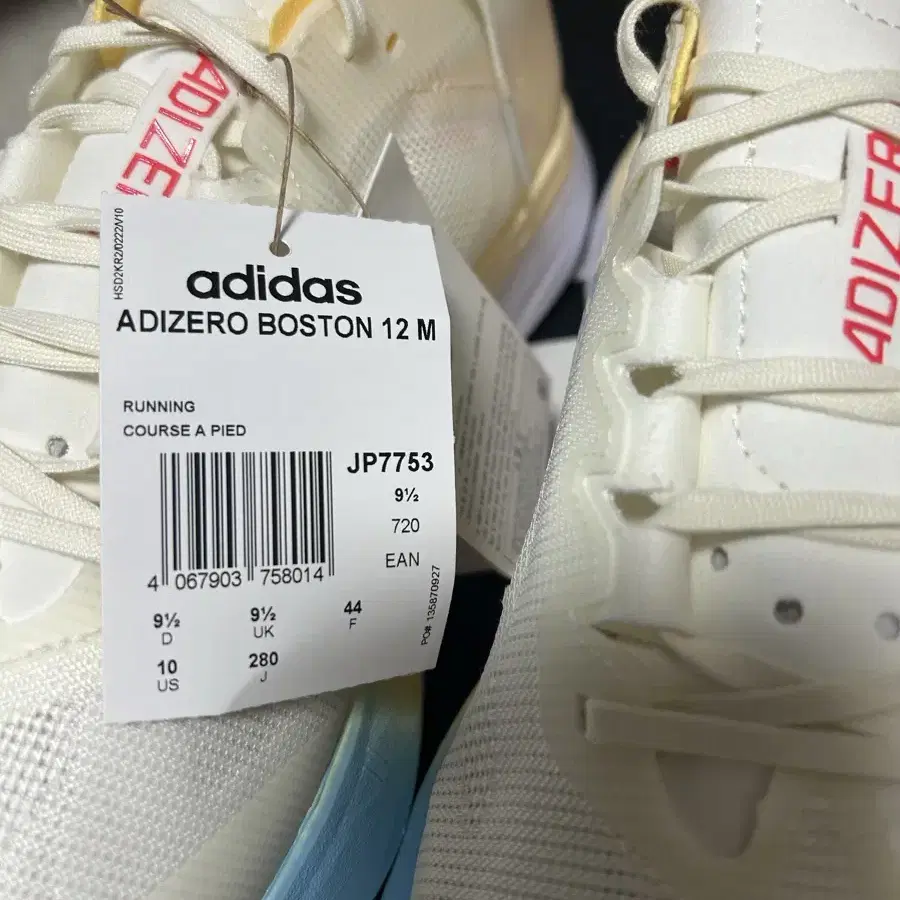 ADIZER
ADIZER
HSD2KR2/0222/V10
adidas
ADIZERO BOSTON 12 M
RUNNING
COURSE A PIED
JP7753
9½
720
EAN
4 067903 758014
9½ 9½ 44
D UK F
10 280
US J
PO# 135870927